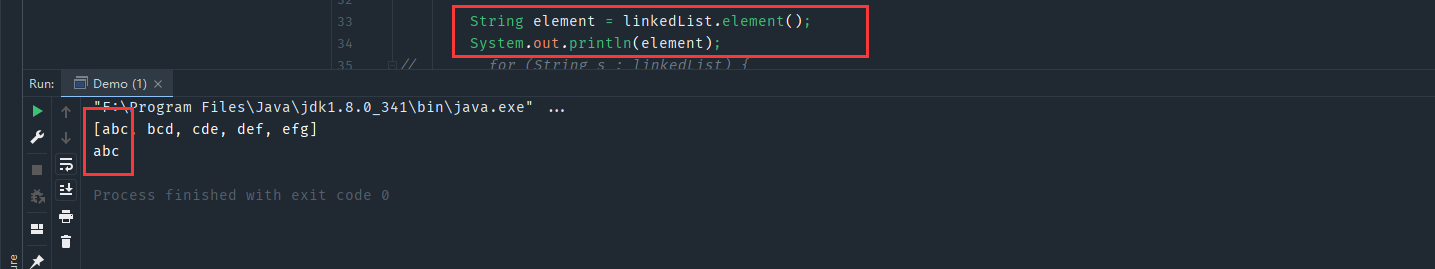 32
33 String element = linkedList.element();
34 System.out.println(element);
35 // for (String s : linkedList) {
Run: Demo (1) ×
"F:\Program Files\Java\jdk1.8.0_341\bin\java.exe" ...
[abc, bcd, cde, def, efg]
abc
Process finished with exit code 0
ure